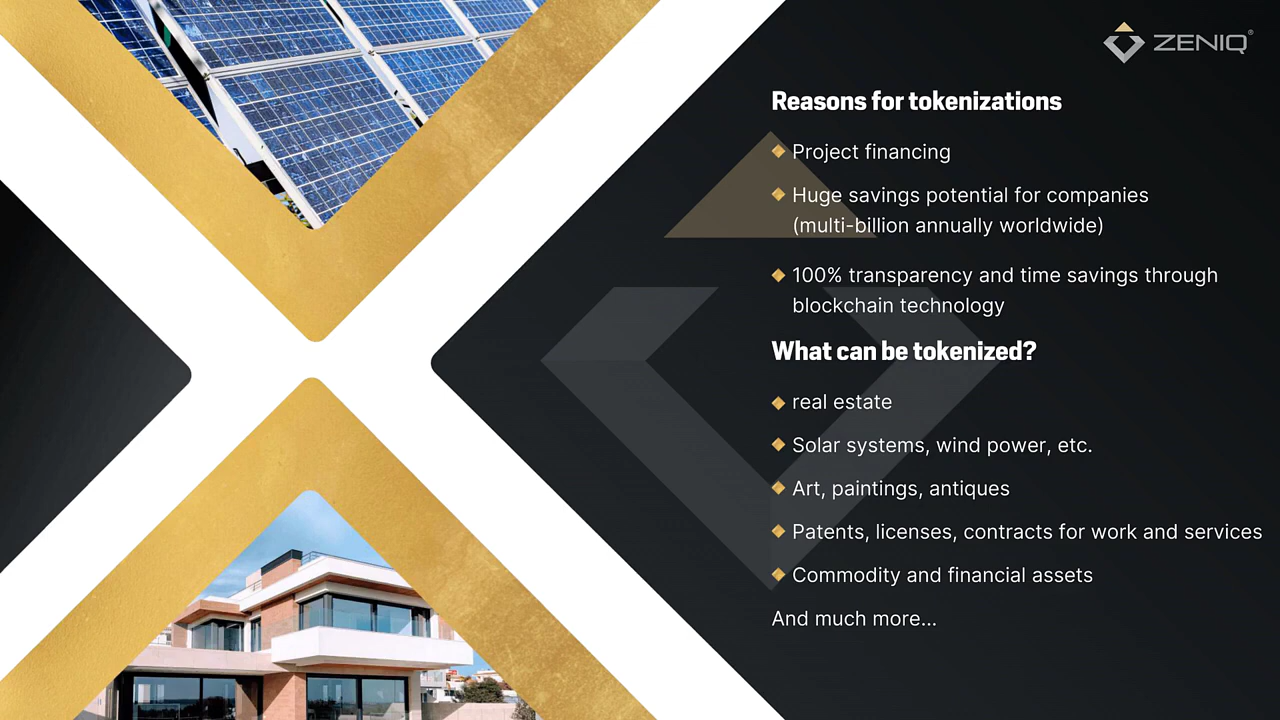 ZENIQ®
Reasons for tokenizations
Project financing
Huge savings potential for companies
(multi-billion annually worldwide)
100% transparency and time savings through
blockchain technology
What can be tokenized?
real estate
Solar systems, wind power, etc.
Art, paintings, antiques
Patents, licenses, contracts for work and services
Commodity and financial assets
And much more...